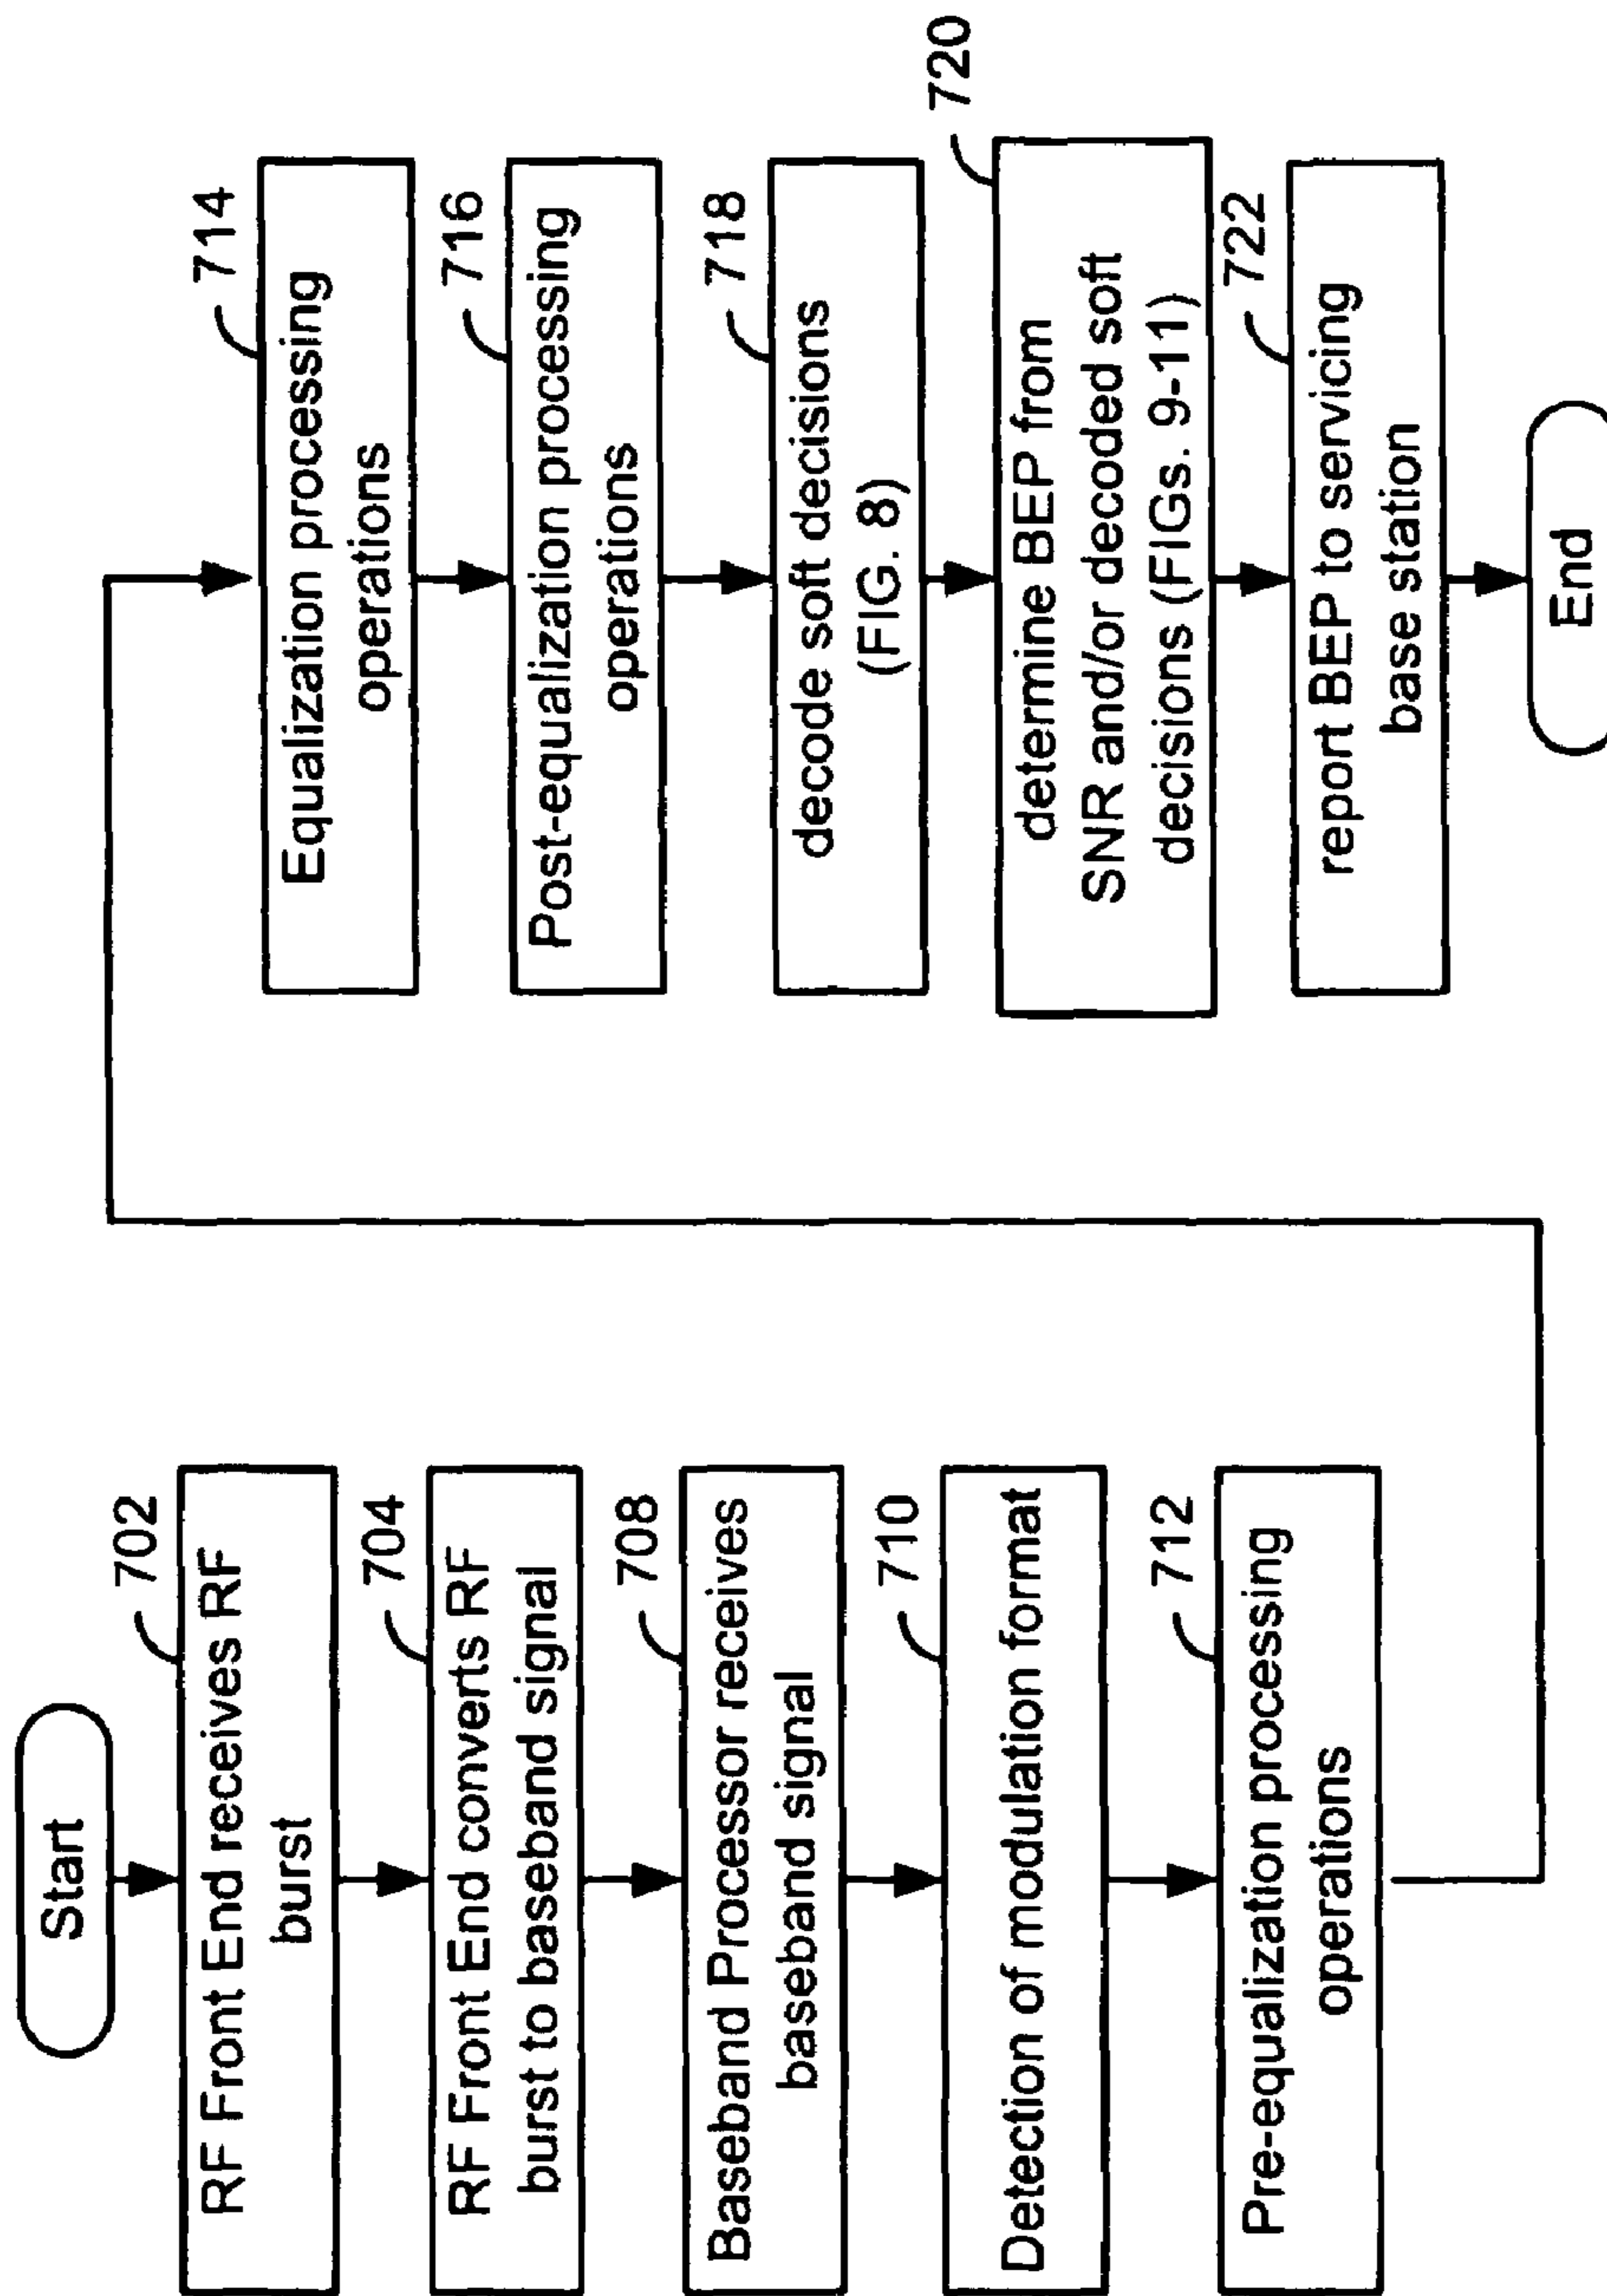 Start
702
RF Front End receives RF
burst
704
RF Front End converts RF
burst to baseband signal
708
Baseband Processor receives
baseband signal
710
Detection of modulation format
712
Pre-equalization processing
operations
714
Equalization processing
operations
716
Post-equalization processing
operations
718
decode soft decisions
(FIG. 8)
720
determine BEP from
SNR and/or decoded soft
decisions (FIGs. 9-11)
722
report BEP to servicing
base station
End